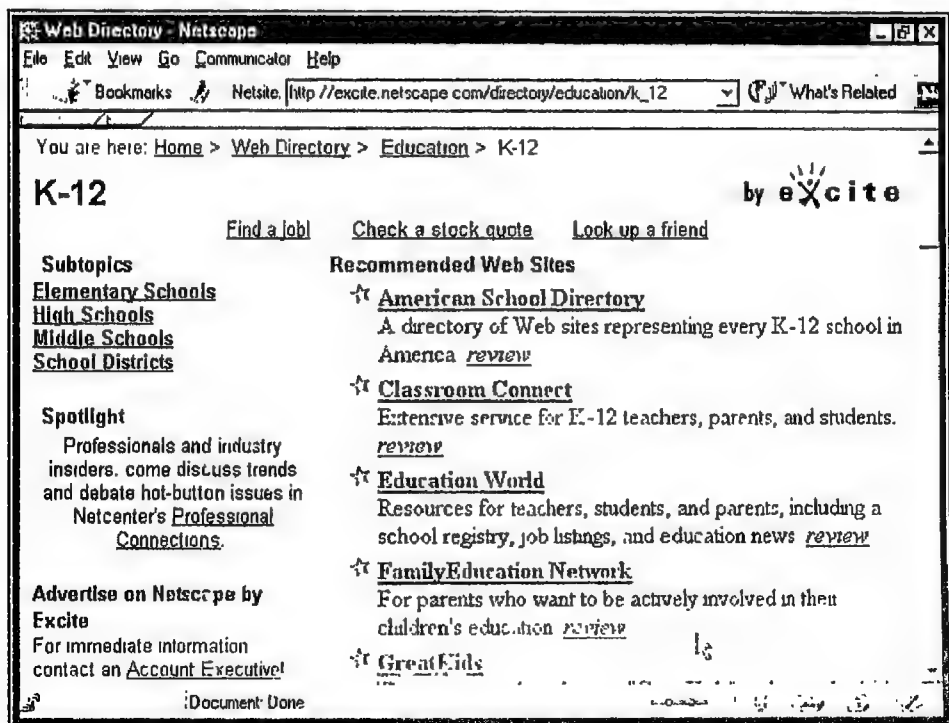 Web Directory - Netscape
File Edit View Go Communicator Help
Bookmarks Netsite: http //excite.netscape com/directory/education/k_12 What's Related N
You are here: Home > Web Directory > Education > K-12
K-12
by excite
Find a job! Check a stock quote Look up a friend
Subtopics
Elementary Schools
High Schools
Middle Schools
School Districts
Spotlight
Professionals and industry
insiders, come discuss trends
and debate hot-button issues in
Netcenter's Professional
Connections.
Advertise on Netscape by
Excite
For immediate information
contact an Account Executive!
Recommended Web Sites
American School Directory
A directory of Web sites representing every K-12 school in
America review
Classroom Connect
Extensive service for K-12 teachers, parents, and students.
review
Education World
Resources for teachers, students, and parents, including a
school registry, job listings, and education news review
FamilyEducation Network
For parents who want to be actively involved in their
children's education review
GreatKids
Document: Done